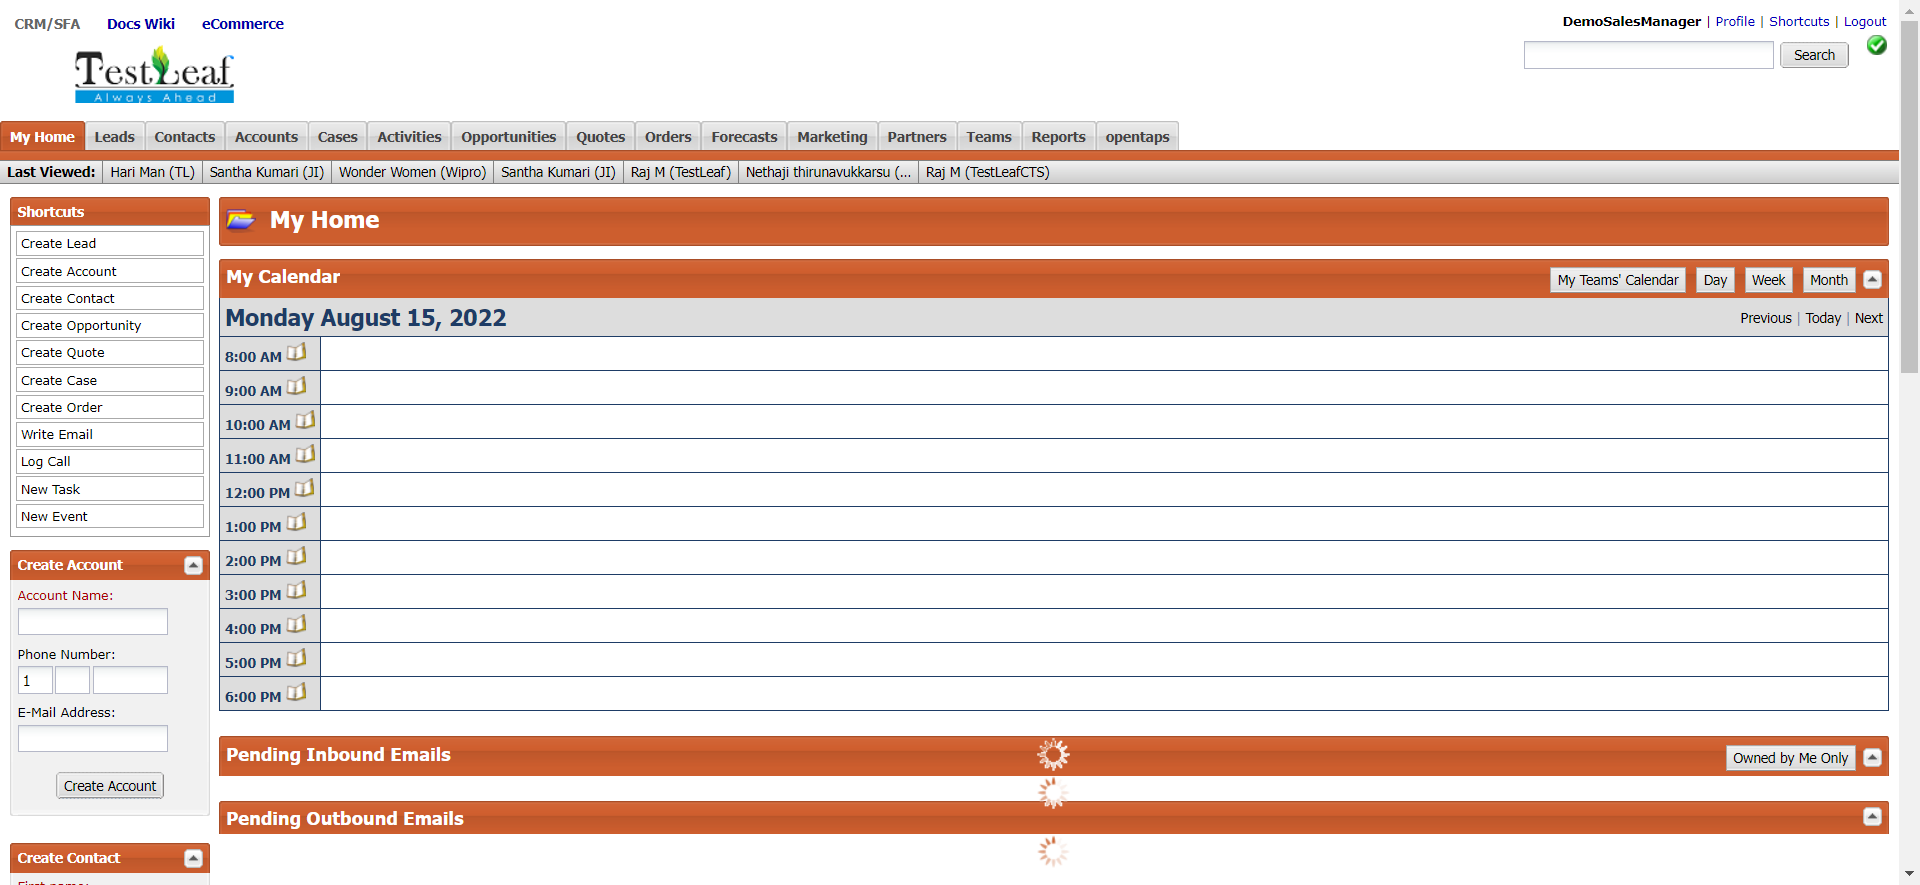 CRM/SFA Docs Wiki eCommerce
DemoSalesManager | Profile | Shortcuts | Logout
Search
TestLeaf
Always Ahead
My Home Leads Contacts Accounts Cases Activities Opportunities Quotes Orders Forecasts Marketing Partners Teams Reports opentaps
Last Viewed: Hari Man (TL) Santha Kumari (JI) Wonder Women (Wipro) Santha Kumari (JI) Raj M (TestLeaf) Nethaji thirunavukkarsu (... Raj M (TestLeafCTS)
Shortcuts
Create Lead
Create Account
Create Contact
Create Opportunity
Create Quote
Create Case
Create Order
Write Email
Log Call
New Task
New Event
Create Account
Account Name:
Phone Number:
1
E-Mail Address:
Create Account
Create Contact
First name:
My Home
My Calendar
My Teams' Calendar Day Week Month
Monday August 15, 2022
Previous | Today | Next
8:00 AM
9:00 AM
10:00 AM
11:00 AM
12:00 PM
1:00 PM
2:00 PM
3:00 PM
4:00 PM
5:00 PM
6:00 PM
Pending Inbound Emails
Owned by Me Only
Pending Outbound Emails